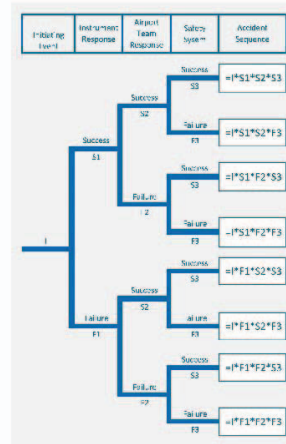 Initiating Event
Instrument Response
Airport Team Response
Safety System
Accident Sequence
Success
S3
=I*S1*S2*S3
Success
S2
Failure
F3
=I*S1*S2*F3
Success
S1
Success
S3
=I*S1*F2*S3
Failure
F2
Failure
F3
=I*S1*F2*F3
I
Success
S3
=I*F1*S2*S3
Success
S2
Failure
F3
=I*F1*S2*F3
Failure
F1
Success
S3
=I*F1*F2*S3
Failure
F2
Failure
F3
=I*F1*F2*F3